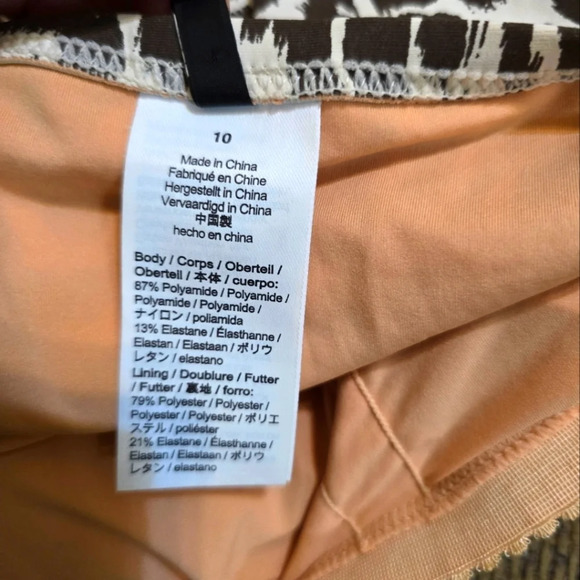 10
Made in China
Fabriqué en Chine
Hergestellt in China
Vervaardigd in China
中国製
hecho en china
Body / Corps / Oberteil /
Oberteil / 本体 / cuerpo:
87% Polyamide / Polyamide /
Polyamide / Polyamide /
ナイロン / poliamida
13% Elastane / Élasthanne /
Elastan / Elastaan / ポリウ
レタン / elastano
Lining / Doublure / Futter
/ Futter / 裏地 / forro:
79% Polyester / Polyester /
Polyester / Polyester / ポリエ
ステル / poliéster
21% Elastane / Élasthanne /
Elastan / Elastaan / ポリウ
レタン / elastano